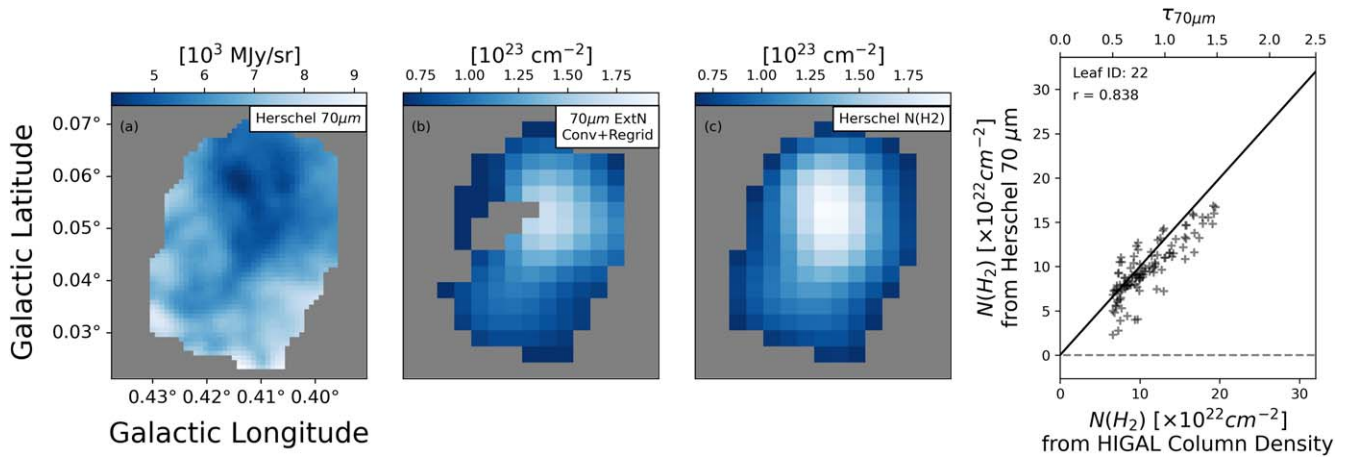 [10³ MJy/sr]
5 6 7 8 9
(a)
Herschel 70μm
0.07°
0.06°
0.05°
0.04°
0.03°
Galactic Latitude
0.43° 0.42° 0.41° 0.40°
Galactic Longitude
[10²³ cm⁻²]
0.75 1.00 1.25 1.50 1.75
(b)
70μm ExtN
Conv+Regrid
[10²³ cm⁻²]
0.75 1.00 1.25 1.50 1.75
(c)
Herschel N(H2)
τ70μm
0.0 0.5 1.0 1.5 2.0 2.5
Leaf ID: 22
r = 0.838
30
25
20
15
10
5
0
N(H₂) [×10²²cm⁻²]
from Herschel 70 μm
0 10 20 30
N(H₂) [×10²²cm⁻²]
from HIGAL Column Density